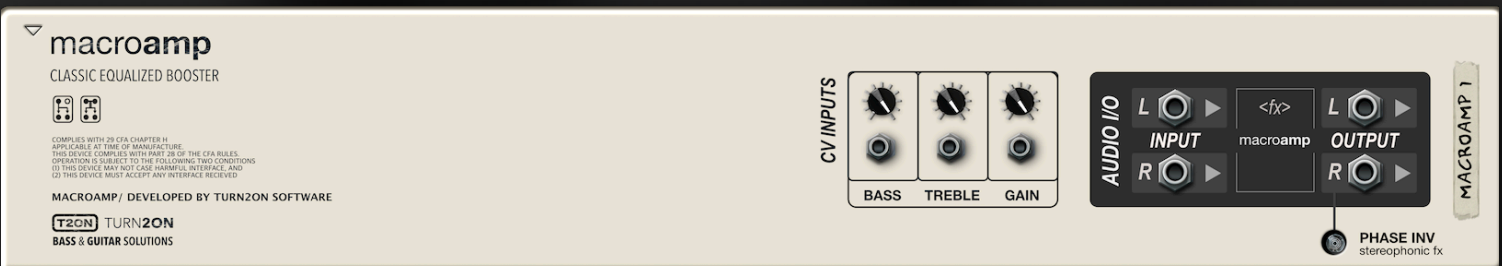 macroamp
CLASSIC EQUALIZED BOOSTER
COMPLIES WITH 29 CFA CHAPTER H
APPLICABLE AT TIME OF MANUFACTURE.
THIS DEVICE COMPLIES WITH PART 28 OF THE CFA RULES.
OPERATION IS SUBJECT TO THE FOLLOWING TWO CONDITIONS
(1) THIS DEVICE MAY NOT CASE HARMFUL INTERFACE, AND
(2) THIS DEVICE MUST ACCEPT ANY INTERFACE RECIEVED
MACROAMP/ DEVELOPED BY TURN2ON SOFTWARE
T2ON TURN2ON
BASS & GUITAR SOLUTIONS
CV INPUTS
BASS TREBLE GAIN
AUDIO I/O
L <fx> L
INPUT macroamp OUTPUT
R R
PHASE INV
stereophonic fx
MACROAMP 1